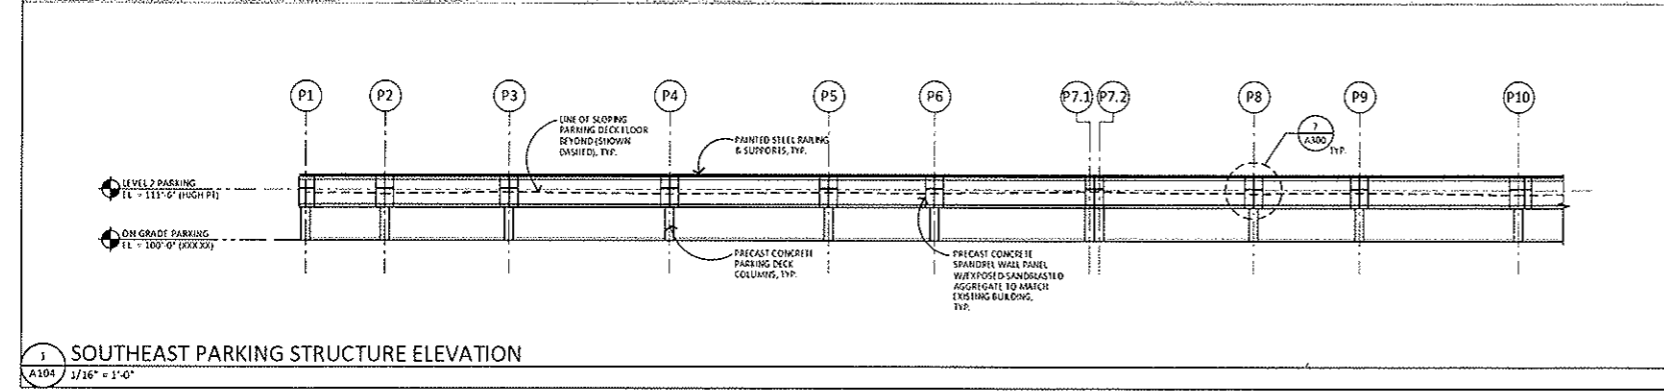 P1 P2 P3 P4 P5 P6 P7.1 P7.2 P8 P9 P10
LINE OF SLOPING
PARKING DECK FLOOR
BEYOND (SHOWN
DASHED), TYP.
PAINTED STEEL RAILING
& SUPPORTS, TYP.
7
A300
TYP.
LEVEL 2 PARKING
EL = 111'-6" (HIGH PT)
ON GRADE PARKING
EL = 100'-0" (XXX.XX)
PRECAST CONCRETE
PARKING DECK
COLUMNS, TYP.
PRECAST CONCRETE
SPANDREL WALL PANEL
W/EXPOSED SANDBLASTED
AGGREGATE TO MATCH
EXISTING BUILDING,
TYP.
SOUTHEAST PARKING STRUCTURE ELEVATION
A104
1/16" = 1'-0"